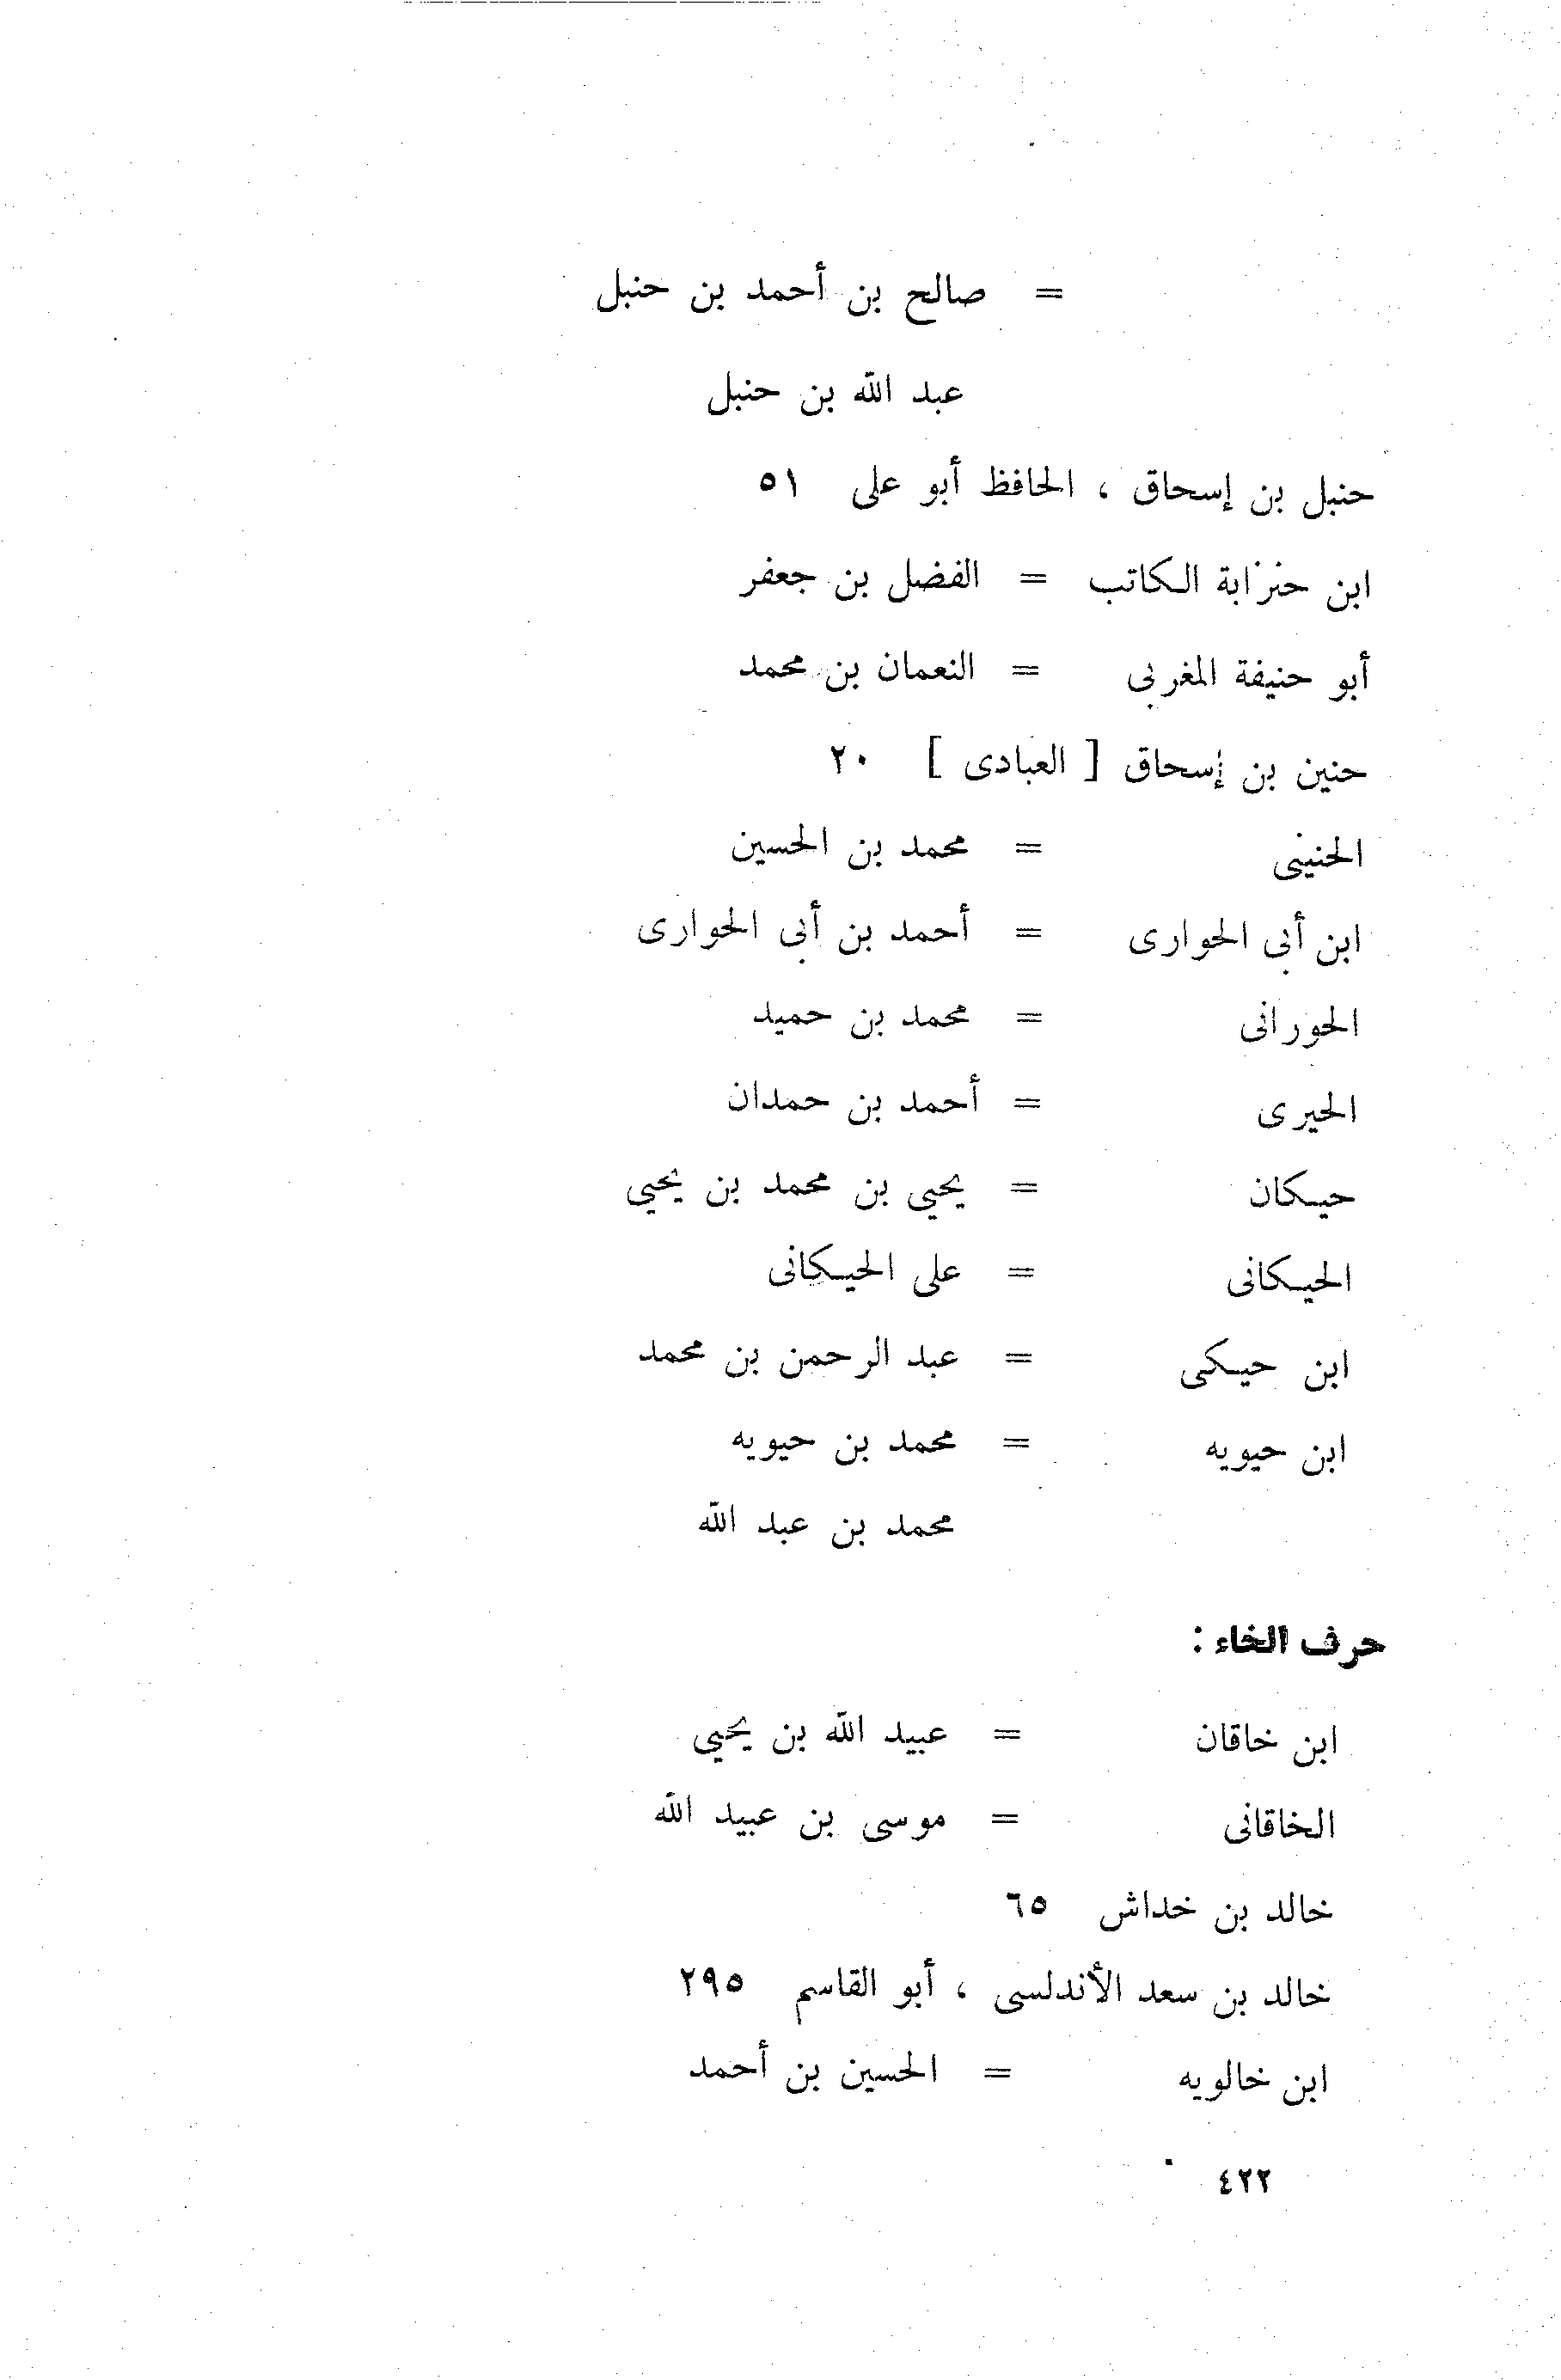 = صالح بن أحمد بن حنبل
عبد الله بن حنبل
حنبل بن إسحاق ، الحافظ أبو على ٥١
ابن حنزابة الكاتب = الفضل بن جعفر
أبو حنيفة المغربى = النعمان بن محمد
حنين بن إسحاق [ العبادى ] ٢٠
الحنينى = محمد بن الحسين
ابن أبى الحوارى = أحمد بن أبى الحوارى
الحورانى = محمد بن حميد
الحيرى = أحمد بن حمدان
حيكان = يحيى بن محمد بن يحيى
الحيكانى = على الحيكانى
ابن حيكى = عبد الرحمن بن محمد
ابن حيويه = محمد بن حيويه
محمد بن عبد الله
حرف الخاء :
ابن خاقان = عبيد الله بن يحيى
الخاقانى = موسى بن عبيد الله
خالد بن خداش ٦٥
خالد بن سعد الأندلسى ، أبو القاسم ٢٩٥
ابن خالويه = الحسين بن أحمد
٤٢٢